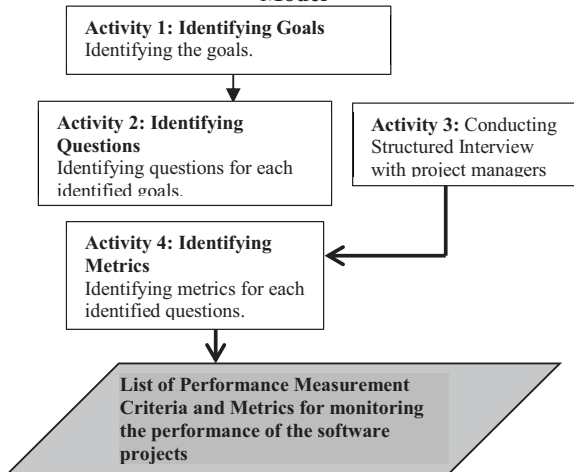 Model
Activity 1: Identifying Goals
Identifying the goals.
Activity 2: Identifying
Questions
Identifying questions for each
identified goals.
Activity 3: Conducting
Structured Interview
with project managers
Activity 4: Identifying
Metrics
Identifying metrics for each
identified questions.
List of Performance Measurement
Criteria and Metrics for monitoring
the performance of the software
projects